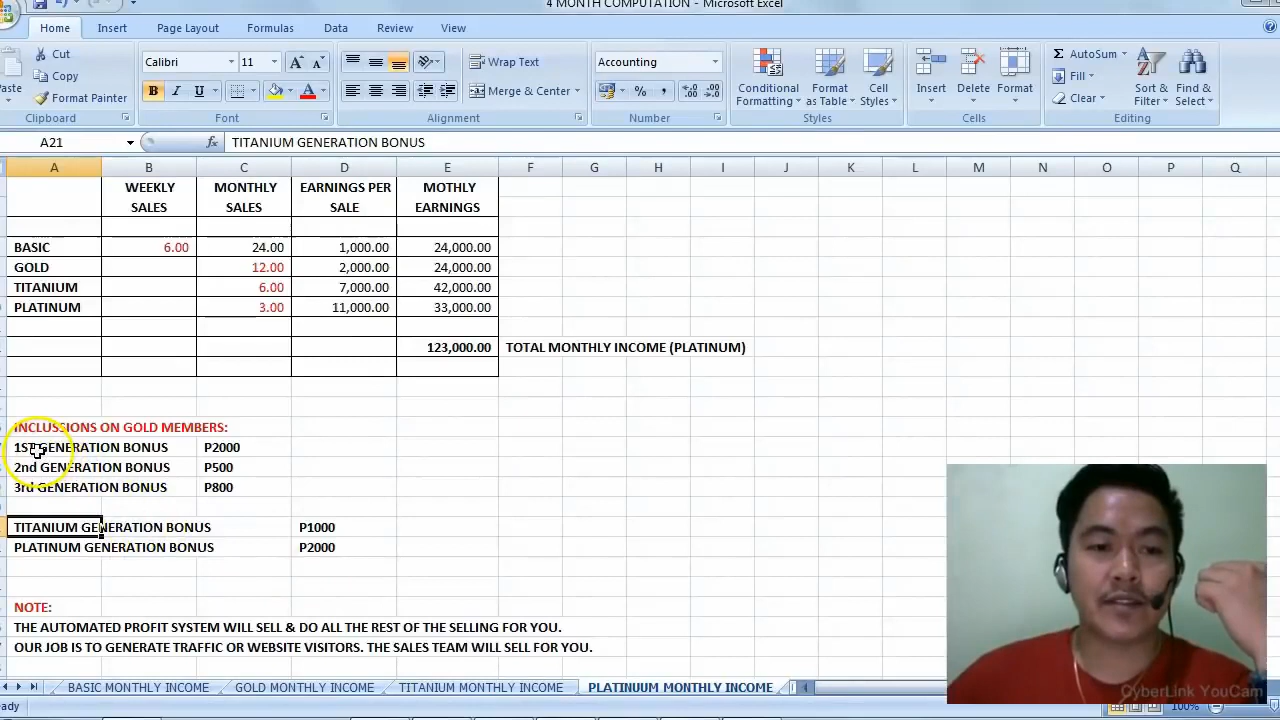 4 MONTH COMPUTATION - Microsoft Excel
Home Insert Page Layout Formulas Data Review View
Cut
Copy
Format Painter
Clipboard
Calibri 11
B I U
Font
Wrap Text
Merge & Center
Alignment
Accounting
Number
Conditional Formatting
Format as Table
Cell Styles
Styles
Insert
Delete
Format
Cells
Σ AutoSum
Fill
Clear
Sort & Filter
Find & Select
Editing
A21 fx TITANIUM GENERATION BONUS
A B C D E F G H I J K L M N O P Q
WEEKLY SALES MONTHLY SALES EARNINGS PER SALE MOTHLY EARNINGS
BASIC 6.00 24.00 1,000.00 24,000.00
GOLD 12.00 2,000.00 24,000.00
TITANIUM 6.00 7,000.00 42,000.00
PLATINUM 3.00 11,000.00 33,000.00
123,000.00 TOTAL MONTHLY INCOME (PLATINUM)
INCLUSSIONS ON GOLD MEMBERS:
1ST GENERATION BONUS P2000
2nd GENERATION BONUS P500
3rd GENERATION BONUS P800
TITANIUM GENERATION BONUS P1000
PLATINUM GENERATION BONUS P2000
NOTE:
THE AUTOMATED PROFIT SYSTEM WILL SELL & DO ALL THE REST OF THE SELLING FOR YOU.
OUR JOB IS TO GENERATE TRAFFIC OR WEBSITE VISITORS. THE SALES TEAM WILL SELL FOR YOU.
BASIC MONTHLY INCOME GOLD MONTHLY INCOME TITANIUM MONTHLY INCOME PLATINUUM MONTHLY INCOME
CyberLink YouCam
100%